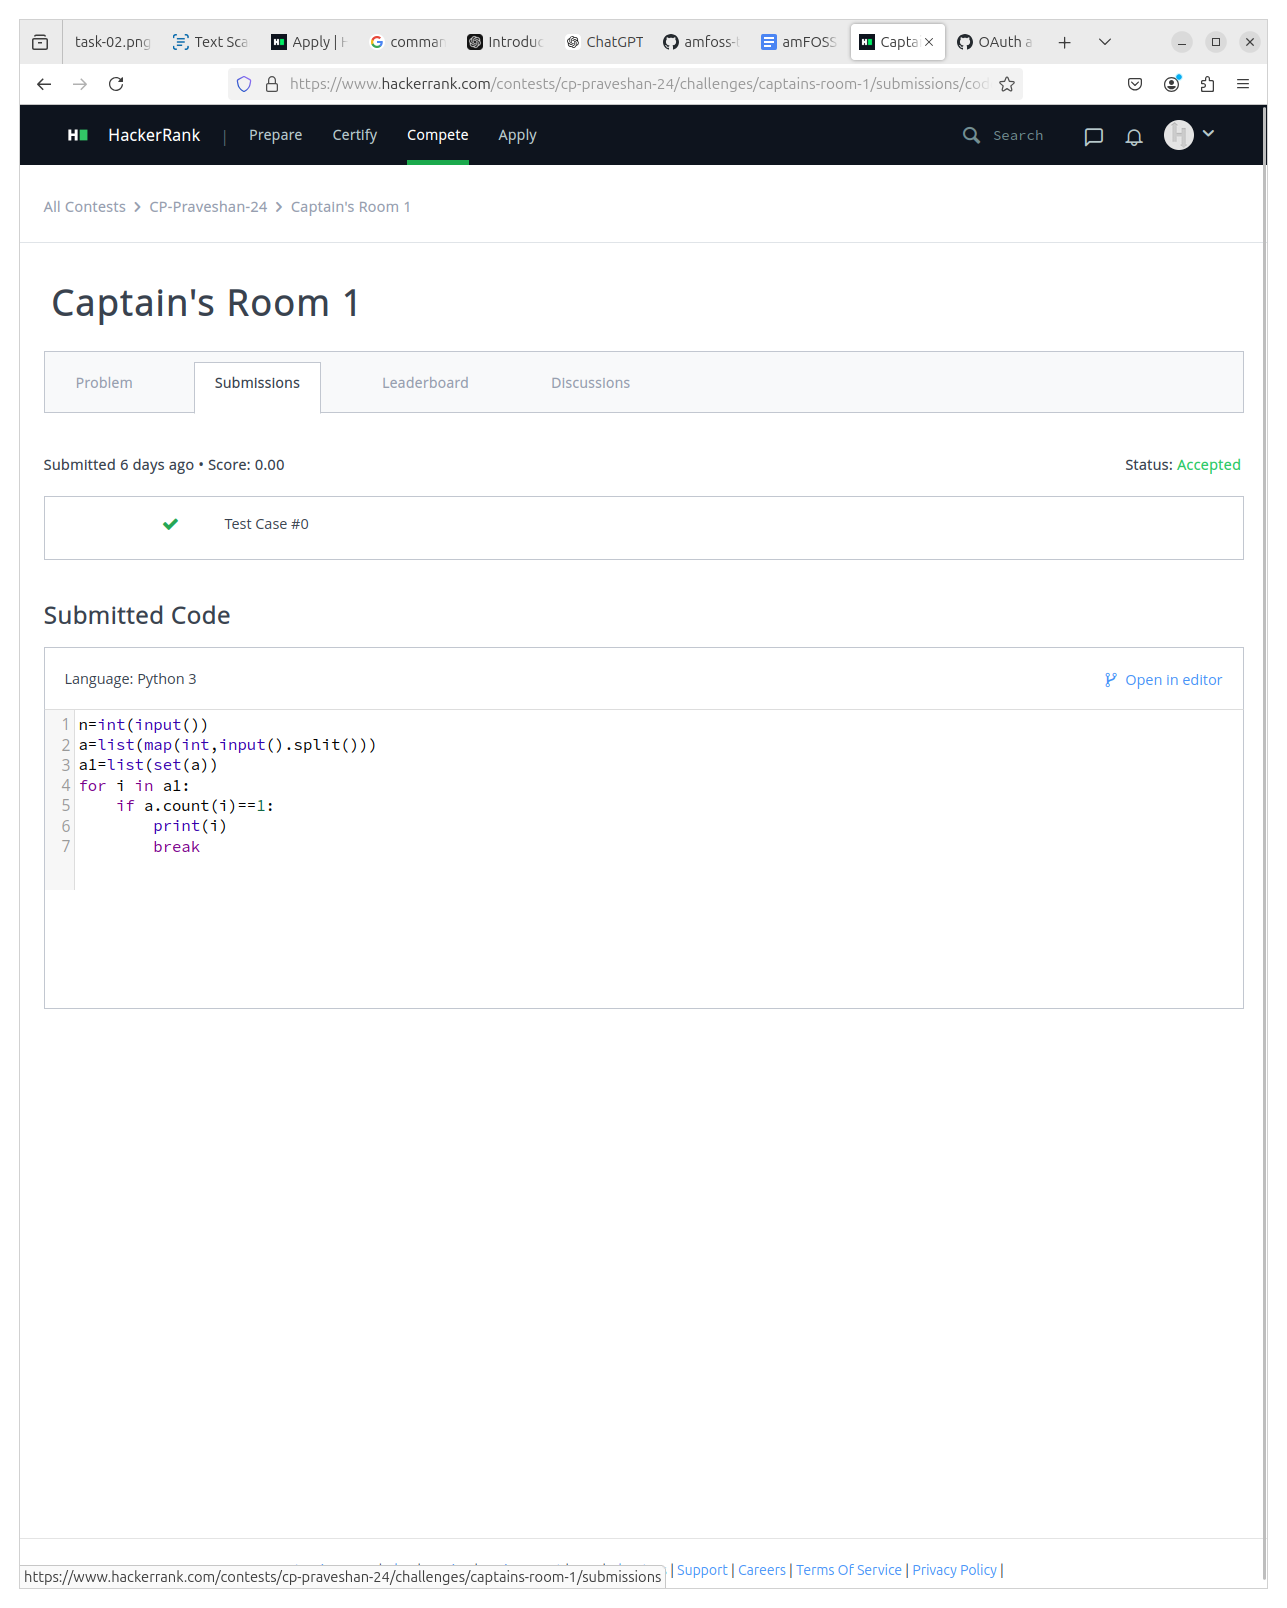 task-02.png
Text Sca
Apply |
comman
Introduc
ChatGPT
amfoss-
amFOSS
Captai
OAuth a
https://www.hackerrank.com/contests/cp-praveshan-24/challenges/captains-room-1/submissions/cod
HackerRank | Prepare Certify Compete Apply Search
All Contests > CP-Praveshan-24 > Captain's Room 1
Captain's Room 1
Problem Submissions Leaderboard Discussions
Submitted 6 days ago • Score: 0.00 Status: Accepted
Test Case #0
Submitted Code
Language: Python 3 Open in editor
1 n=int(input())
2 a=list(map(int,input().split()))
3 a1=list(set(a))
4 for i in a1:
5     if a.count(i)==1:
6         print(i)
7         break
| Support | Careers | Terms Of Service | Privacy Policy |
https://www.hackerrank.com/contests/cp-praveshan-24/challenges/captains-room-1/submissions